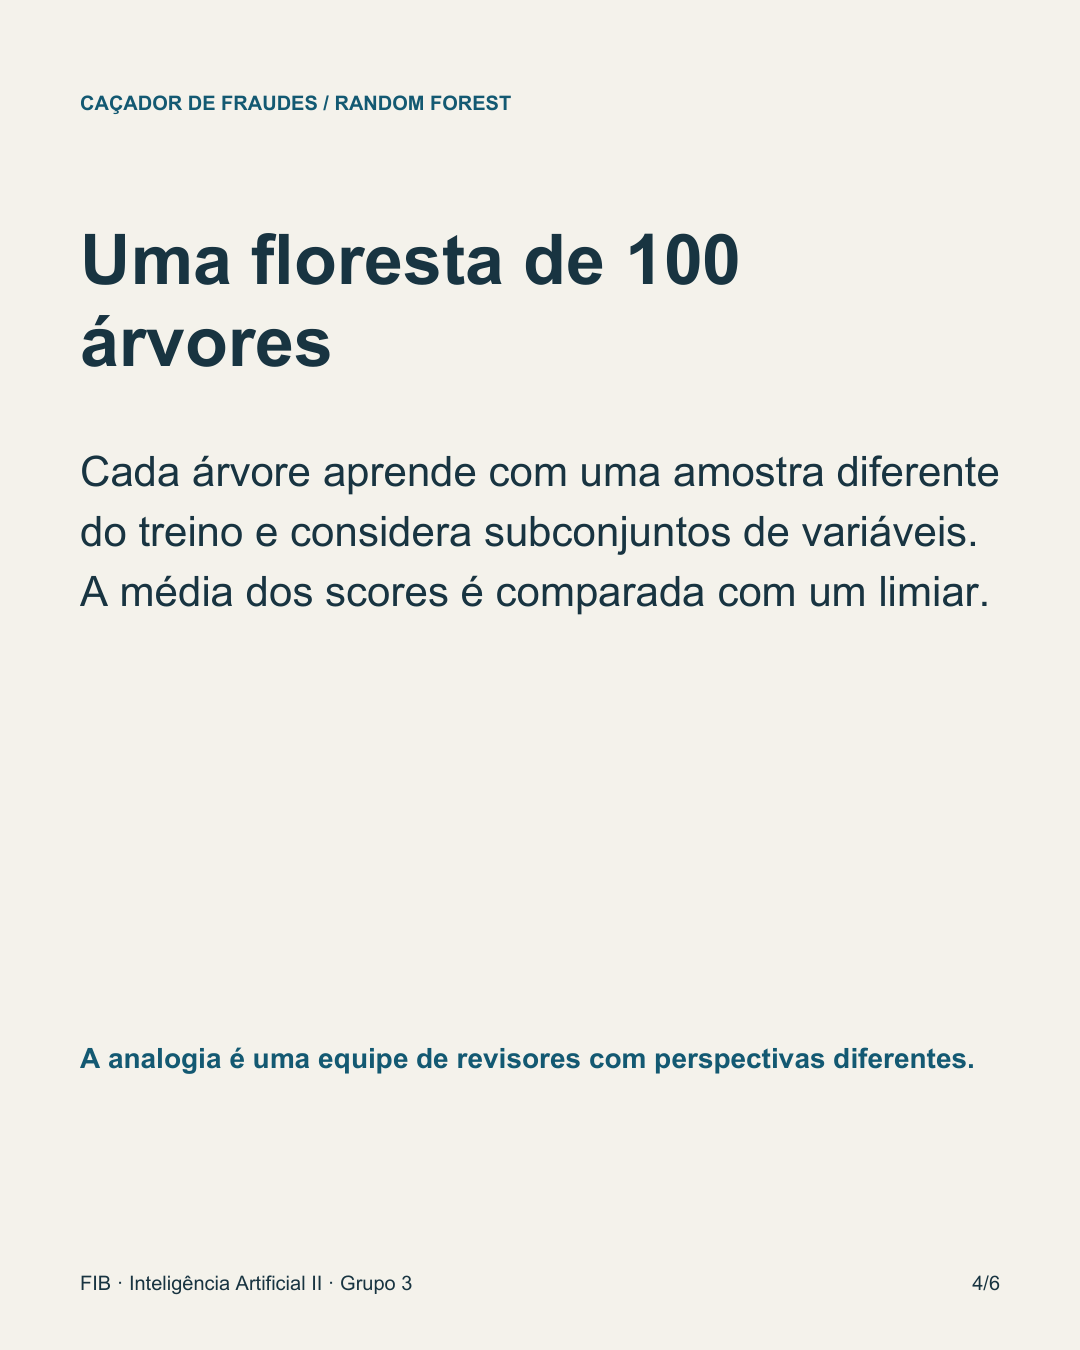 CAÇADOR DE FRAUDES / RANDOM FOREST
Uma floresta de 100
árvores
Cada árvore aprende com uma amostra diferente
do treino e considera subconjuntos de variáveis.
A média dos scores é comparada com um limiar.
A analogia é uma equipe de revisores com perspectivas diferentes.
FIB · Inteligência Artificial II · Grupo 3
4/6